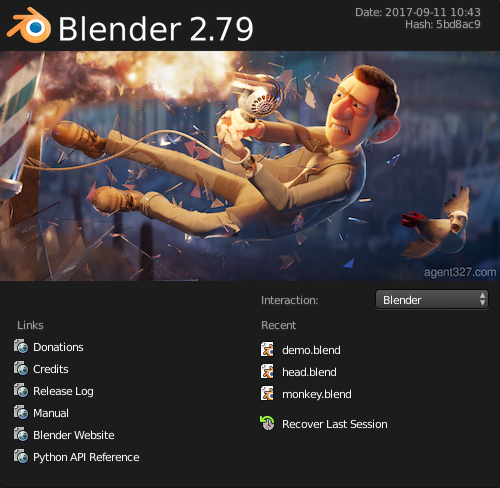 Blender 2.79
Date: 2017-09-11 10:43
Hash: 5bd8ac9
agent327.com
Interaction:
Blender
Links
Donations
Credits
Release Log
Manual
Blender Website
Python API Reference
Recent
demo.blend
head.blend
monkey.blend
Recover Last Session